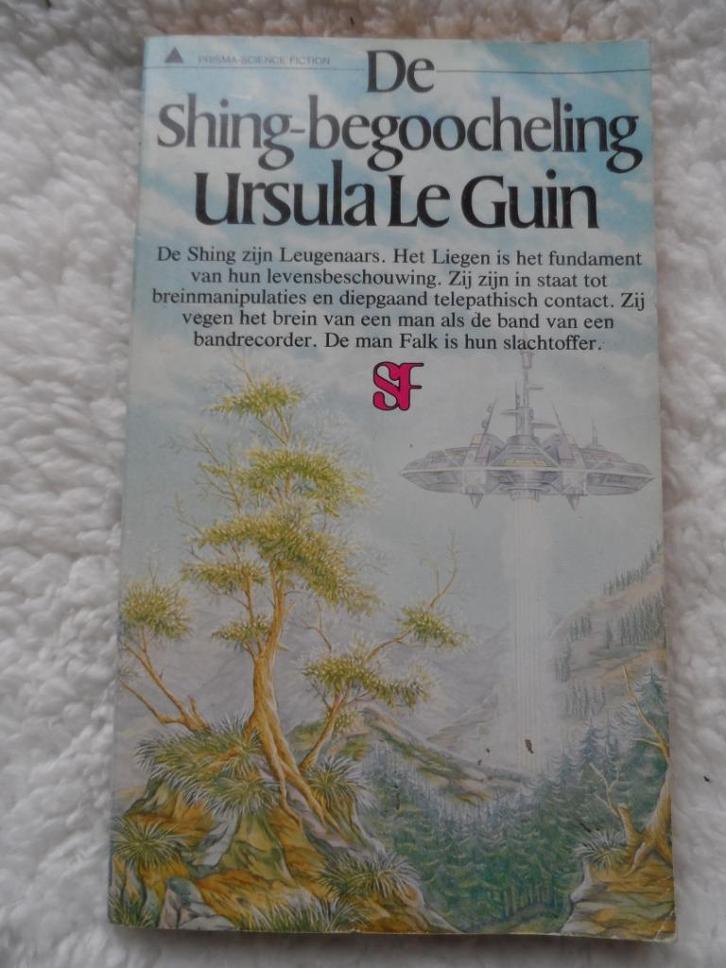 PRISMA-SCIENCE FICTION
De
Shing-begoocheling
Ursula Le Guin
De Shing zijn Leugenaars. Het Liegen is het fundament
van hun levensbeschouwing. Zij zijn in staat tot
breinmanipulaties en diepgaand telepathisch contact. Zij
vegen het brein van een man als de band van een
bandrecorder. De man Falk is hun slachtoffer.
SF